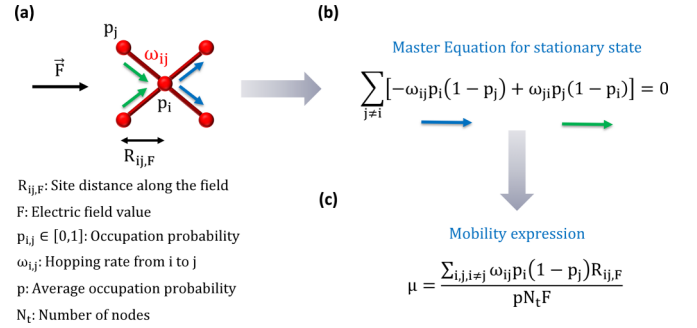 (a)
p_j
ω_ij
F⃗
p_i
R_ij,F
R_ij,F: Site distance along the field
F: Electric field value
p_i,j ∈ [0,1]: Occupation probability
ω_i,j: Hopping rate from i to j
p: Average occupation probability
N_t: Number of nodes
(b)
Master Equation for stationary state
∑_{j≠i} [−ω_ij p_i(1 − p_j) + ω_ji p_j(1 − p_i)] = 0
(c)
Mobility expression
μ = ∑_{i,j,i≠j} ω_ij p_i(1 − p_j)R_ij,F / pN_tF